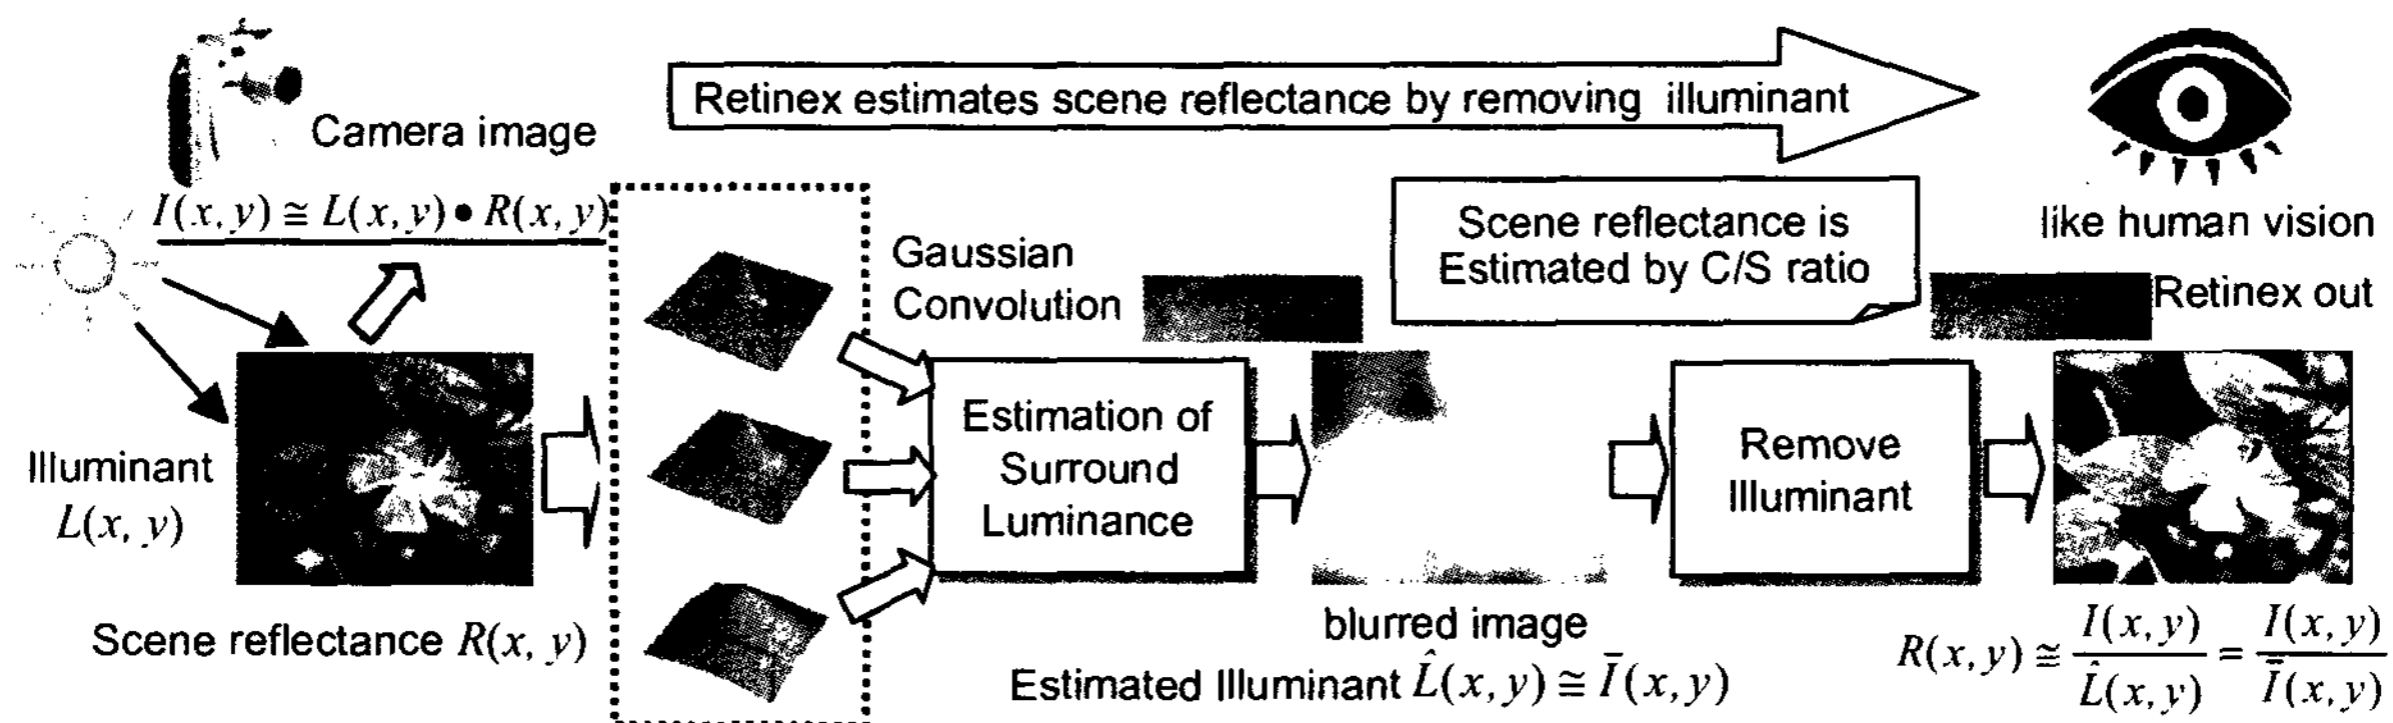 Retinex estimates scene reflectance by removing illuminant
Camera image
I(x, y) ≅ L(x, y) • R(x, y)
like human vision
Scene reflectance is
Estimated by C/S ratio
Gaussian
Convolution
Retinex out
Illuminant
L(x, y)
Estimation of
Surround
Luminance
Remove
Illuminant
Scene reflectance R(x, y)
blurred image
Estimated Illuminant L̂(x, y) ≅ Ī(x, y)
R(x, y) ≅ I(x, y) / L̂(x, y) = I(x, y) / Ī(x, y)